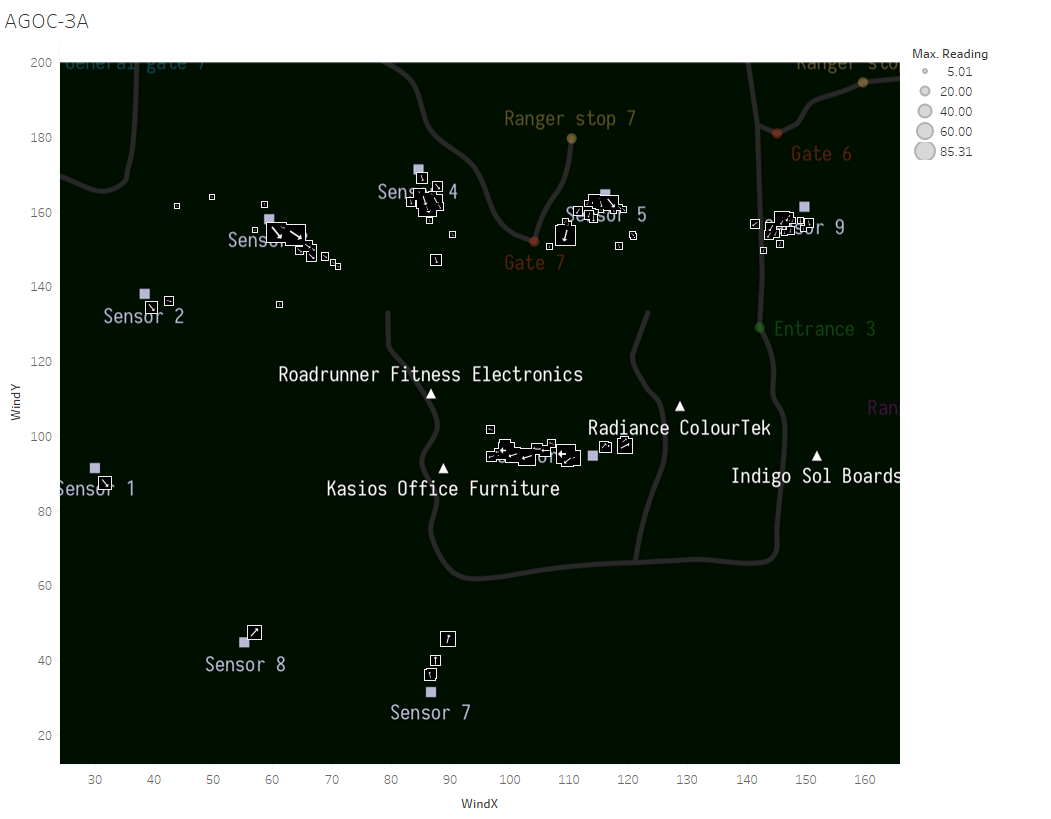 AGOC-3A
Max. Reading
5.01
20.00
40.00
60.00
85.31
200
180
160
140
120
100
80
60
40
20
WindY
General gate 7
Ranger sto
Ranger stop 7
Gate 6
Sens 4
S sor 5
Sens
sor 9
Gate 7
Sensor 2
Entrance 3
Roadrunner Fitness Electronics
Ran
Radiance ColourTek
Indigo Sol Boards
Sensor 1
Kasios Office Furniture
Sensor 8
Sensor 7
30 40 50 60 70 80 90 100 110 120 130 140 150 160
WindX